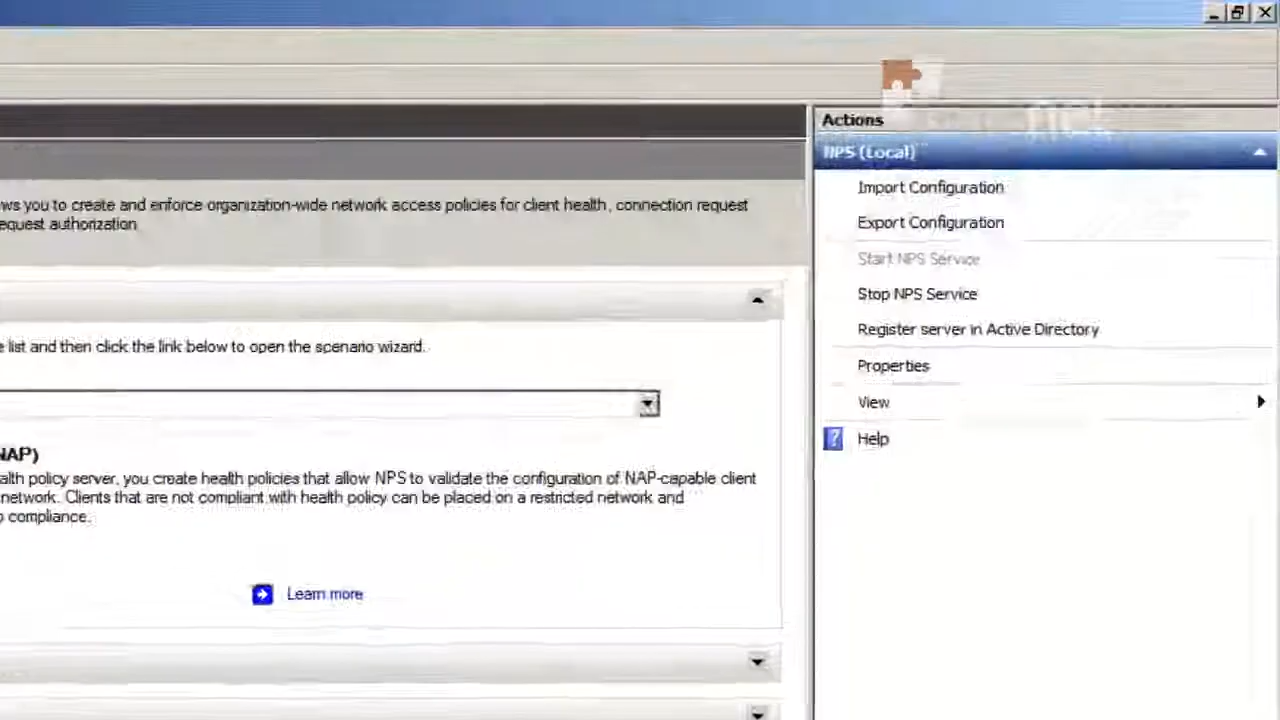 Actions
NPS (Local)
ws you to create and enforce organization-wide network access policies for client health, connection request
equest authorization
Import Configuration
Export Configuration
Start NPS Service
Stop NPS Service
Register server in Active Directory
e list and then click the link below to open the scenario wizard.
Properties
View
Help
NAP)
alth policy server, you create health policies that allow NPS to validate the configuration of NAP-capable client
network. Clients that are not compliant with health policy can be placed on a restricted network and
o compliance.
Learn more